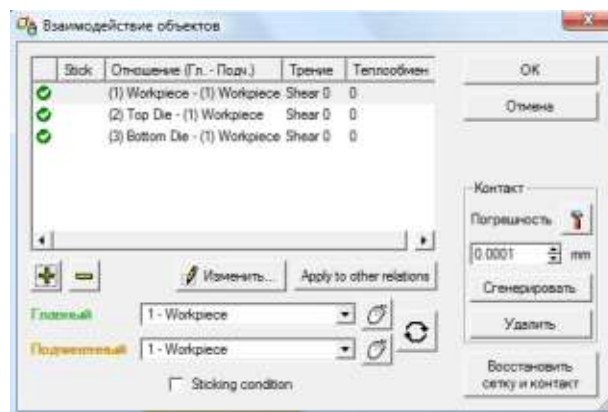 Взаимодействие объектов
Stick Отношение (Гл. - Подч.) Трение Теплообмен
(1) Workpiece - (1) Workpiece Shear 0 0
(2) Top Die - (1) Workpiece Shear 0 0
(3) Bottom Die - (1) Workpiece Shear 0 0
OK
Отмена
Контакт
Погрешность
0.0001 mm
Сгенерировать
Удалить
Восстановить
сетку и контакт
Изменить... Apply to other relations
Главный 1 - Workpiece
Подчиненный 1 - Workpiece
Sticking condition